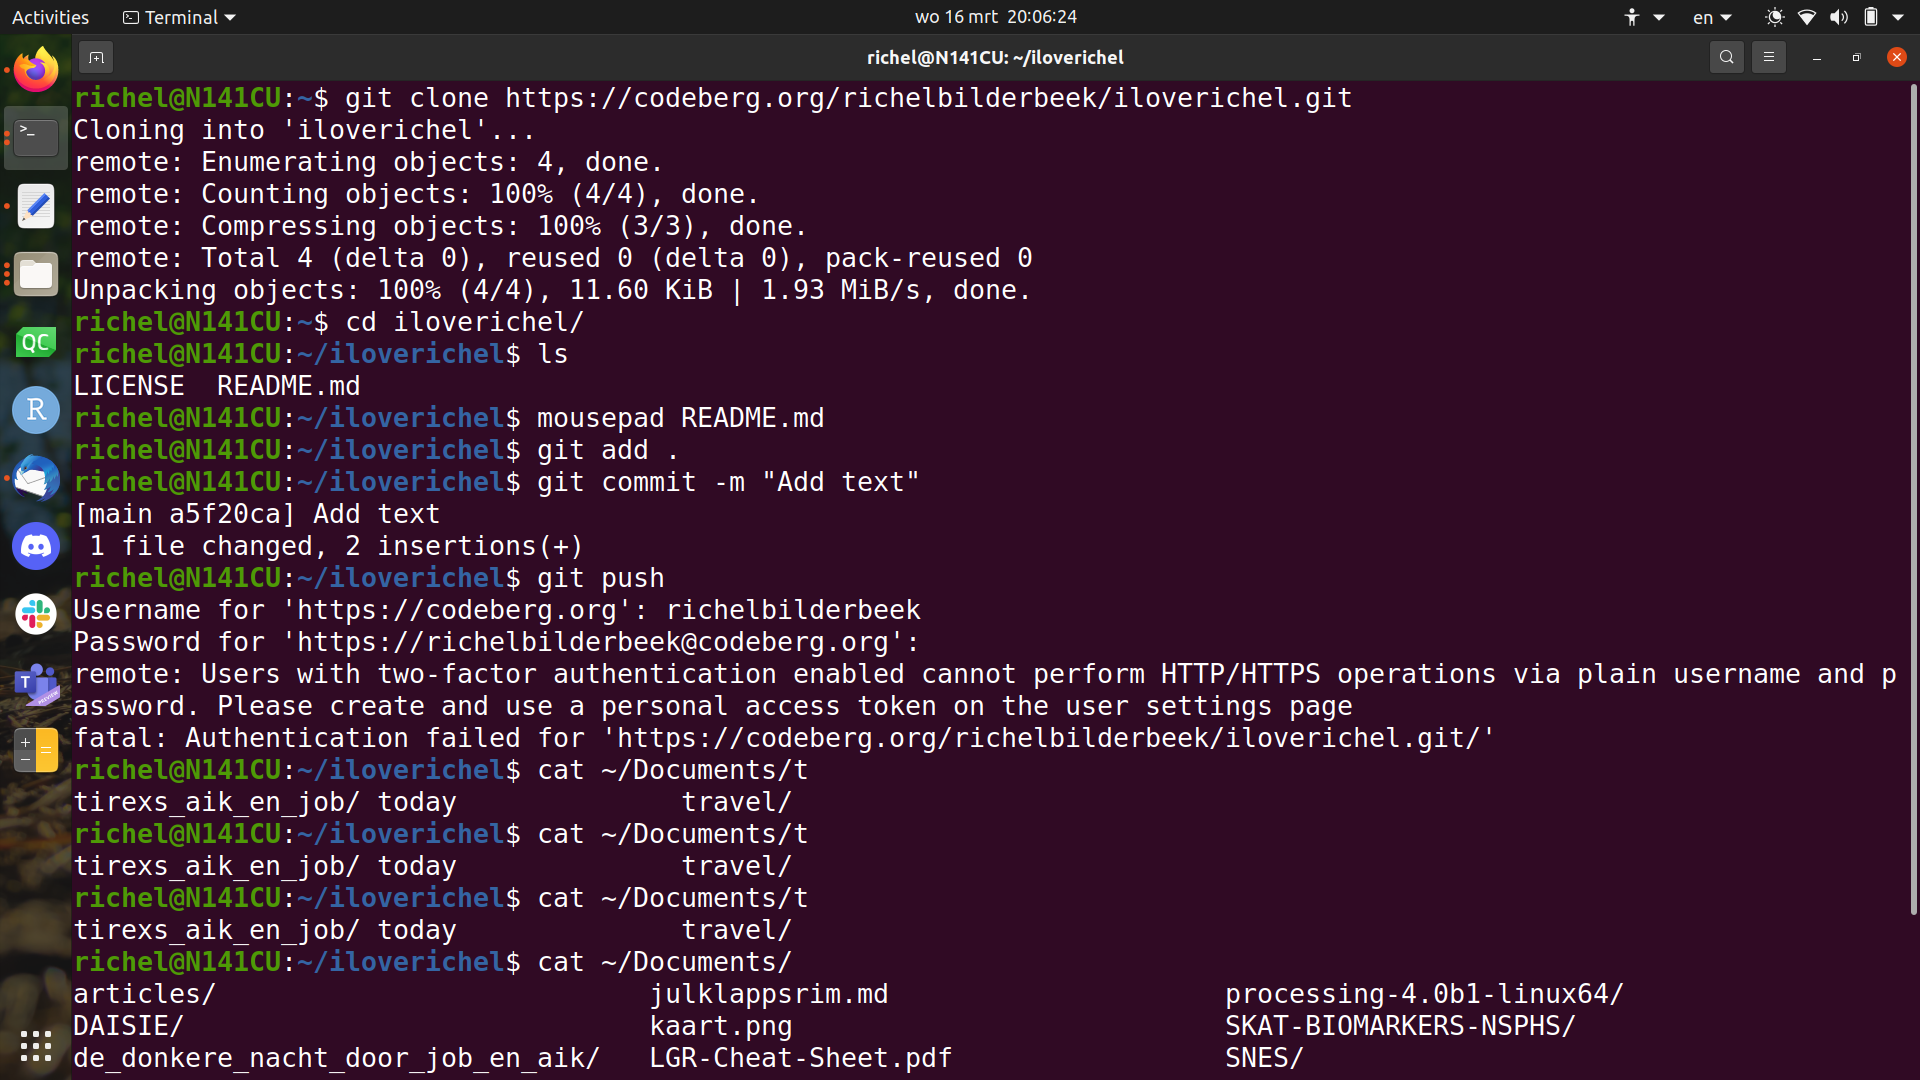 Activities Terminal wo 16 mrt 20:06:24 en
richel@N141CU: ~/iloverichel
richel@N141CU:~$ git clone https://codeberg.org/richelbilderbeek/iloverichel.git
Cloning into 'iloverichel'...
remote: Enumerating objects: 4, done.
remote: Counting objects: 100% (4/4), done.
remote: Compressing objects: 100% (3/3), done.
remote: Total 4 (delta 0), reused 0 (delta 0), pack-reused 0
Unpacking objects: 100% (4/4), 11.60 KiB | 1.93 MiB/s, done.
richel@N141CU:~$ cd iloverichel/
richel@N141CU:~/iloverichel$ ls
LICENSE  README.md
richel@N141CU:~/iloverichel$ mousepad README.md
richel@N141CU:~/iloverichel$ git add .
richel@N141CU:~/iloverichel$ git commit -m "Add text"
[main a5f20ca] Add text
 1 file changed, 2 insertions(+)
richel@N141CU:~/iloverichel$ git push
Username for 'https://codeberg.org': richelbilderbeek
Password for 'https://richelbilderbeek@codeberg.org':
remote: Users with two-factor authentication enabled cannot perform HTTP/HTTPS operations via plain username and p
assword. Please create and use a personal access token on the user settings page
fatal: Authentication failed for 'https://codeberg.org/richelbilderbeek/iloverichel.git/'
richel@N141CU:~/iloverichel$ cat ~/Documents/t
tirexs_aik_en_job/ today              travel/
richel@N141CU:~/iloverichel$ cat ~/Documents/t
tirexs_aik_en_job/ today              travel/
richel@N141CU:~/iloverichel$ cat ~/Documents/t
tirexs_aik_en_job/ today              travel/
richel@N141CU:~/iloverichel$ cat ~/Documents/
articles/                           julklappsrim.md                     processing-4.0b1-linux64/
DAISIE/                             kaart.png                           SKAT-BIOMARKERS-NSPHS/
de_donkere_nacht_door_job_en_aik/   LGR-Cheat-Sheet.pdf                 SNES/
QC
R
T
PREVIEW